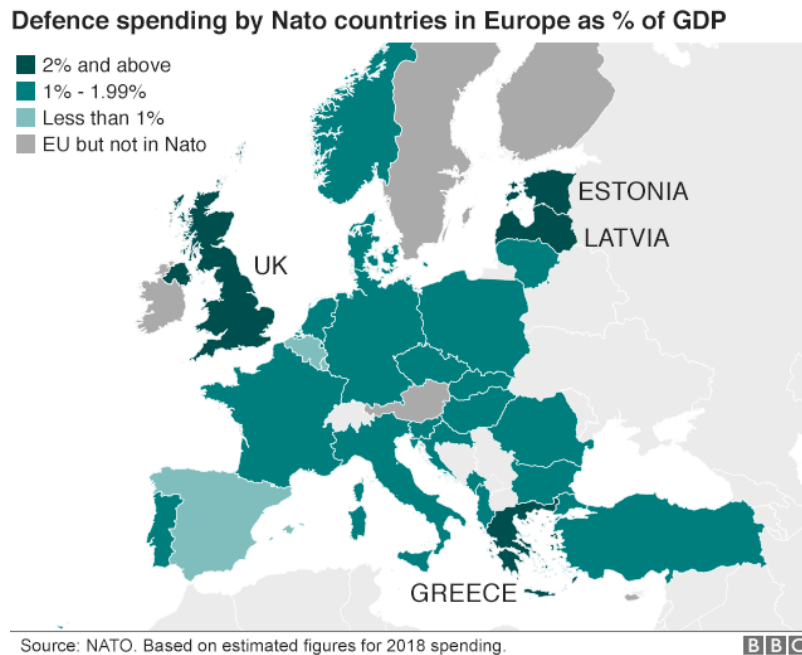 Defence spending by Nato countries in Europe as % of GDP
2% and above
1% - 1.99%
Less than 1%
EU but not in Nato
ESTONIA
LATVIA
UK
GREECE
Source: NATO. Based on estimated figures for 2018 spending.
BBC